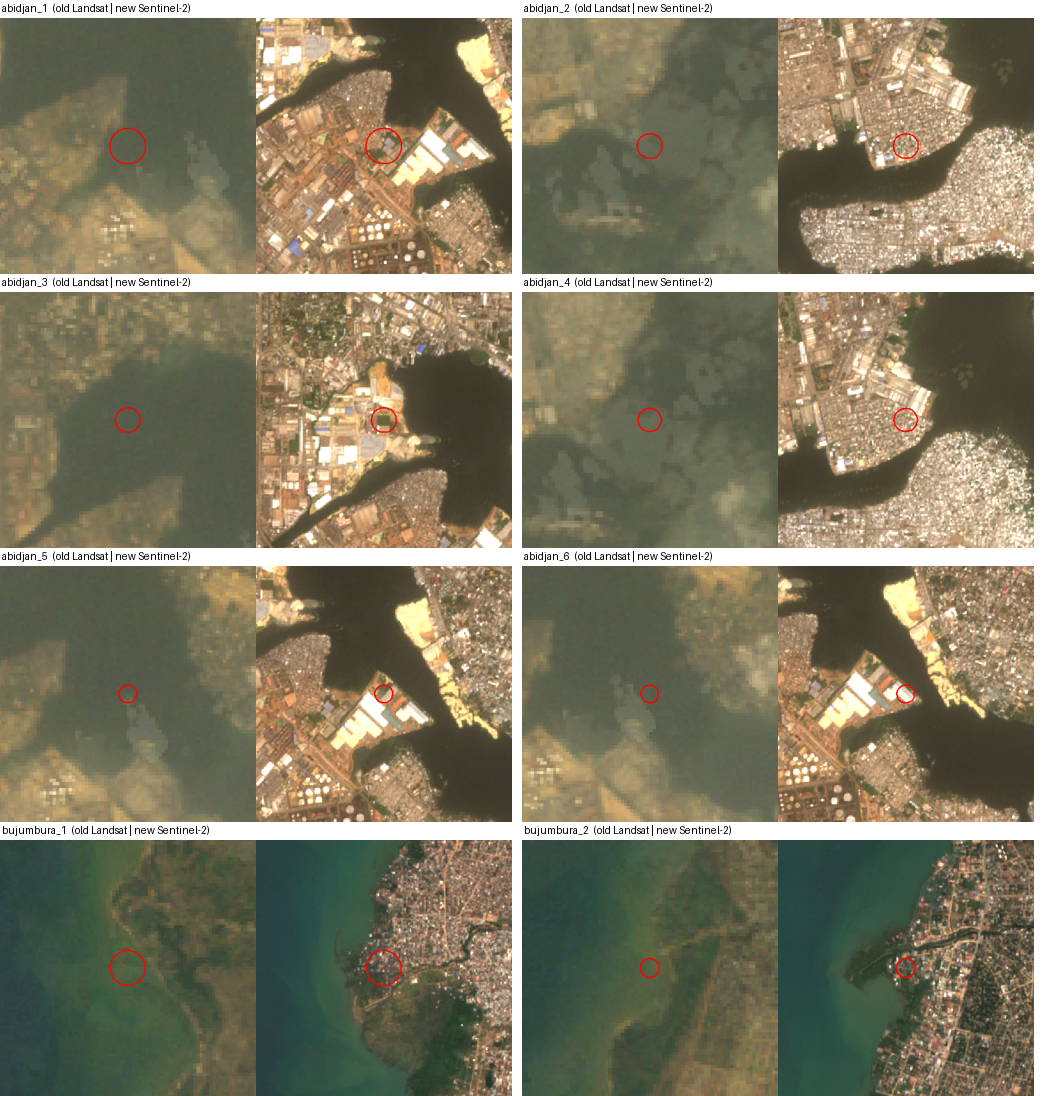 abidjan_1 (old Landsat | new Sentinel-2)
abidjan_2 (old Landsat | new Sentinel-2)
abidjan_3 (old Landsat | new Sentinel-2)
abidjan_4 (old Landsat | new Sentinel-2)
abidjan_5 (old Landsat | new Sentinel-2)
abidjan_6 (old Landsat | new Sentinel-2)
bujumbura_1 (old Landsat | new Sentinel-2)
bujumbura_2 (old Landsat | new Sentinel-2)